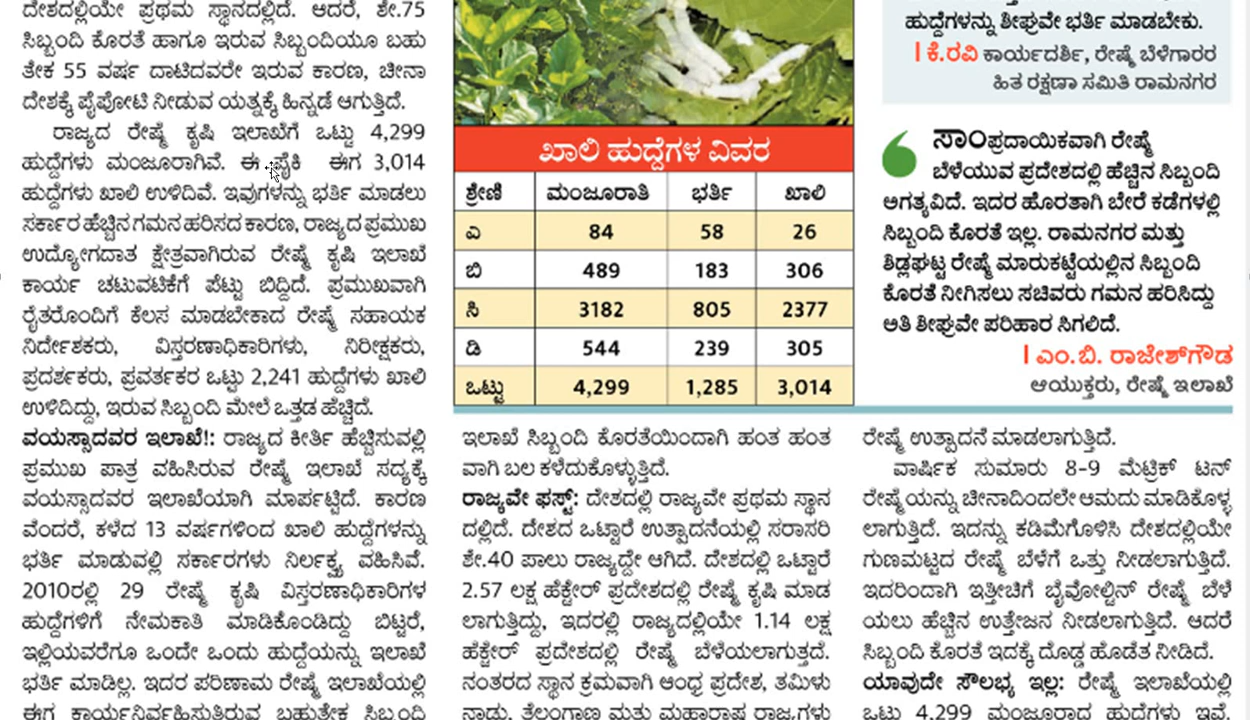 ದೇಶದಲ್ಲಿಯೇ ಪ್ರಥಮ ಸ್ಥಾನದಲ್ಲಿದೆ. ಆದರೆ, ಶೇ.75
ಸಿಬ್ಬಂದಿ ಕೊರತೆ ಹಾಗೂ ಇರುವ ಸಿಬ್ಬಂದಿಯೂ ಬಹು
ತೇಕ 55 ವರ್ಷ ದಾಟಿದವರೇ ಇರುವ ಕಾರಣ, ಚೀನಾ
ದೇಶಕ್ಕೆ ಪೈಪೋಟಿ ನೀಡುವ ಯತ್ನಕ್ಕೆ ಹಿನ್ನಡೆ ಆಗುತ್ತಿದೆ.
ರಾಜ್ಯದ ರೇಷ್ಮೆ ಕೃಷಿ ಇಲಾಖೆಗೆ ಒಟ್ಟು 4,299
ಹುದ್ದೆಗಳು ಮಂಜೂರಾಗಿವೆ. ಈ ಪೈಕಿ ಈಗ 3,014
ಹುದ್ದೆಗಳು ಖಾಲಿ ಉಳಿದಿವೆ. ಇವುಗಳನ್ನು ಭರ್ತಿ ಮಾಡಲು
ಸರ್ಕಾರ ಹೆಚ್ಚಿನ ಗಮನ ಹರಿಸದ ಕಾರಣ, ರಾಜ್ಯದ ಪ್ರಮುಖ
ಉದ್ಯೋಗದಾತ ಕ್ಷೇತ್ರವಾಗಿರುವ ರೇಷ್ಮೆ ಕೃಷಿ ಇಲಾಖೆ
ಕಾರ್ಯ ಚಟುವಟಿಕೆಗೆ ಪೆಟ್ಟು ಬಿದ್ದಿದೆ. ಪ್ರಮುಖವಾಗಿ
ರೈತರೊಂದಿಗೆ ಕೆಲಸ ಮಾಡಬೇಕಾದ ರೇಷ್ಮೆ ಸಹಾಯಕ
ನಿರ್ದೇಶಕರು, ವಿಸ್ತರಣಾಧಿಕಾರಿಗಳು, ನಿರೀಕ್ಷಕರು,
ಪ್ರದರ್ಶಕರು, ಪ್ರವರ್ತಕರ ಒಟ್ಟು 2,241 ಹುದ್ದೆಗಳು ಖಾಲಿ
ಉಳಿದಿದ್ದು, ಇರುವ ಸಿಬ್ಬಂದಿ ಮೇಲೆ ಒತ್ತಡ ಹೆಚ್ಚಿದೆ.
ವಯಸ್ಸಾದವರ ಇಲಾಖೆ!: ರಾಜ್ಯದ ಕೀರ್ತಿ ಹೆಚ್ಚಿಸುವಲ್ಲಿ
ಪ್ರಮುಖ ಪಾತ್ರ ವಹಿಸಿರುವ ರೇಷ್ಮೆ ಇಲಾಖೆ ಸದ್ಯಕ್ಕೆ
ವಯಸ್ಸಾದವರ ಇಲಾಖೆಯಾಗಿ ಮಾರ್ಪಟ್ಟಿದೆ. ಕಾರಣ
ವೆಂದರೆ, ಕಳೆದ 13 ವರ್ಷಗಳಿಂದ ಖಾಲಿ ಹುದ್ದೆಗಳನ್ನು
ಭರ್ತಿ ಮಾಡುವಲ್ಲಿ ಸರ್ಕಾರಗಳು ನಿರ್ಲಕ್ಷ್ಯ ವಹಿಸಿವೆ.
2010ರಲ್ಲಿ 29 ರೇಷ್ಮೆ ಕೃಷಿ ವಿಸ್ತರಣಾಧಿಕಾರಿಗಳ
ಹುದ್ದೆಗಳಿಗೆ ನೇಮಕಾತಿ ಮಾಡಿಕೊಂಡಿದ್ದು ಬಿಟ್ಟರೆ,
ಇಲ್ಲಿಯವರೆಗೂ ಒಂದೇ ಒಂದು ಹುದ್ದೆಯನ್ನು ಇಲಾಖೆ
ಭರ್ತಿ ಮಾಡಿಲ್ಲ. ಇದರ ಪರಿಣಾಮ ರೇಷ್ಮೆ ಇಲಾಖೆಯಲ್ಲಿ
ಈಗ ಕಾರ್ಯನಿರ್ವಹಿಸುತ್ತಿರುವ ಬಹುತೇಕ ಸಿಬ್ಬಂದಿ
ಖಾಲಿ ಹುದ್ದೆಗಳ ವಿವರ
ಶ್ರೇಣಿ ಮಂಜೂರಾತಿ ಭರ್ತಿ ಖಾಲಿ
ಎ 84 58 26
ಬಿ 489 183 306
ಸಿ 3182 805 2377
ಡಿ 544 239 305
ಒಟ್ಟು 4,299 1,285 3,014
ಇಲಾಖೆ ಸಿಬ್ಬಂದಿ ಕೊರತೆಯಿಂದಾಗಿ ಹಂತ ಹಂತ
ವಾಗಿ ಬಲ ಕಳೆದುಕೊಳ್ಳುತ್ತಿದೆ.
ರಾಜ್ಯವೇ ಫಸ್ಟ್: ದೇಶದಲ್ಲಿ ರಾಜ್ಯವೇ ಪ್ರಥಮ ಸ್ಥಾನ
ದಲ್ಲಿದೆ. ದೇಶದ ಒಟ್ಟಾರೆ ಉತ್ಪಾದನೆಯಲ್ಲಿ ಸರಾಸರಿ
ಶೇ.40 ಪಾಲು ರಾಜ್ಯದ್ದೇ ಆಗಿದೆ. ದೇಶದಲ್ಲಿ ಒಟ್ಟಾರೆ
2.57 ಲಕ್ಷ ಹೆಕ್ಟೇರ್ ಪ್ರದೇಶದಲ್ಲಿ ರೇಷ್ಮೆ ಕೃಷಿ ಮಾಡ
ಲಾಗುತ್ತಿದ್ದು, ಇದರಲ್ಲಿ ರಾಜ್ಯದಲ್ಲಿಯೇ 1.14 ಲಕ್ಷ
ಹೆಕ್ಟೇರ್ ಪ್ರದೇಶದಲ್ಲಿ ರೇಷ್ಮೆ ಬೆಳೆಯಲಾಗುತ್ತದೆ.
ನಂತರದ ಸ್ಥಾನ ಕ್ರಮವಾಗಿ ಆಂಧ್ರ ಪ್ರದೇಶ, ತಮಿಳು
ನಾಡು, ತೆಲಂಗಾಣ ಮತ್ತು ಮಹಾರಾಷ್ಟ್ರ ರಾಜ್ಯಗಳು
ಹುದ್ದೆಗಳನ್ನು ಶೀಘ್ರವೇ ಭರ್ತಿ ಮಾಡಬೇಕು.
| ಕೆ.ರವಿ ಕಾರ್ಯದರ್ಶಿ, ರೇಷ್ಮೆ ಬೆಳೆಗಾರರ
ಹಿತ ರಕ್ಷಣಾ ಸಮಿತಿ ರಾಮನಗರ
ಸಾಂಪ್ರದಾಯಿಕವಾಗಿ ರೇಷ್ಮೆ
ಬೆಳೆಯುವ ಪ್ರದೇಶದಲ್ಲಿ ಹೆಚ್ಚಿನ ಸಿಬ್ಬಂದಿ
ಅಗತ್ಯವಿದೆ. ಇದರ ಹೊರತಾಗಿ ಬೇರೆ ಕಡೆಗಳಲ್ಲಿ
ಸಿಬ್ಬಂದಿ ಕೊರತೆ ಇಲ್ಲ. ರಾಮನಗರ ಮತ್ತು
ಶಿಡ್ಲಘಟ್ಟ ರೇಷ್ಮೆ ಮಾರುಕಟ್ಟೆಯಲ್ಲಿನ ಸಿಬ್ಬಂದಿ
ಕೊರತೆ ನೀಗಿಸಲು ಸಚಿವರು ಗಮನ ಹರಿಸಿದ್ದು
ಅತಿ ಶೀಘ್ರವೇ ಪರಿಹಾರ ಸಿಗಲಿದೆ.
| ಎಂ.ಬಿ. ರಾಜೇಶ್‌ಗೌಡ
ಆಯುಕ್ತರು, ರೇಷ್ಮೆ ಇಲಾಖೆ
ರೇಷ್ಮೆ ಉತ್ಪಾದನೆ ಮಾಡಲಾಗುತ್ತಿದೆ.
ವಾರ್ಷಿಕ ಸುಮಾರು 8-9 ಮೆಟ್ರಿಕ್ ಟನ್
ರೇಷ್ಮೆಯನ್ನು ಚೀನಾದಿಂದಲೇ ಆಮದು ಮಾಡಿಕೊಳ್ಳ
ಲಾಗುತ್ತಿದೆ. ಇದನ್ನು ಕಡಿಮೆಗೊಳಿಸಿ ದೇಶದಲ್ಲಿಯೇ
ಗುಣಮಟ್ಟದ ರೇಷ್ಮೆ ಬೆಳೆಗೆ ಒತ್ತು ನೀಡಲಾಗುತ್ತಿದೆ.
ಇದರಿಂದಾಗಿ ಇತ್ತೀಚಿಗೆ ಬೈವೋಲ್ಟಿನ್ ರೇಷ್ಮೆ ಬೆಳೆ
ಯಲು ಹೆಚ್ಚಿನ ಉತ್ತೇಜನ ನೀಡಲಾಗುತ್ತಿದೆ. ಆದರೆ
ಸಿಬ್ಬಂದಿ ಕೊರತೆ ಇದಕ್ಕೆ ದೊಡ್ಡ ಹೊಡೆತ ನೀಡಿದೆ.
ಯಾವುದೇ ಸೌಲಭ್ಯ ಇಲ್ಲ: ರೇಷ್ಮೆ ಇಲಾಖೆಯಲ್ಲಿ
ಒಟ್ಟು 4,299 ಮಂಜೂರಾದ ಹುದ್ದೆಗಳು ಇವೆ.